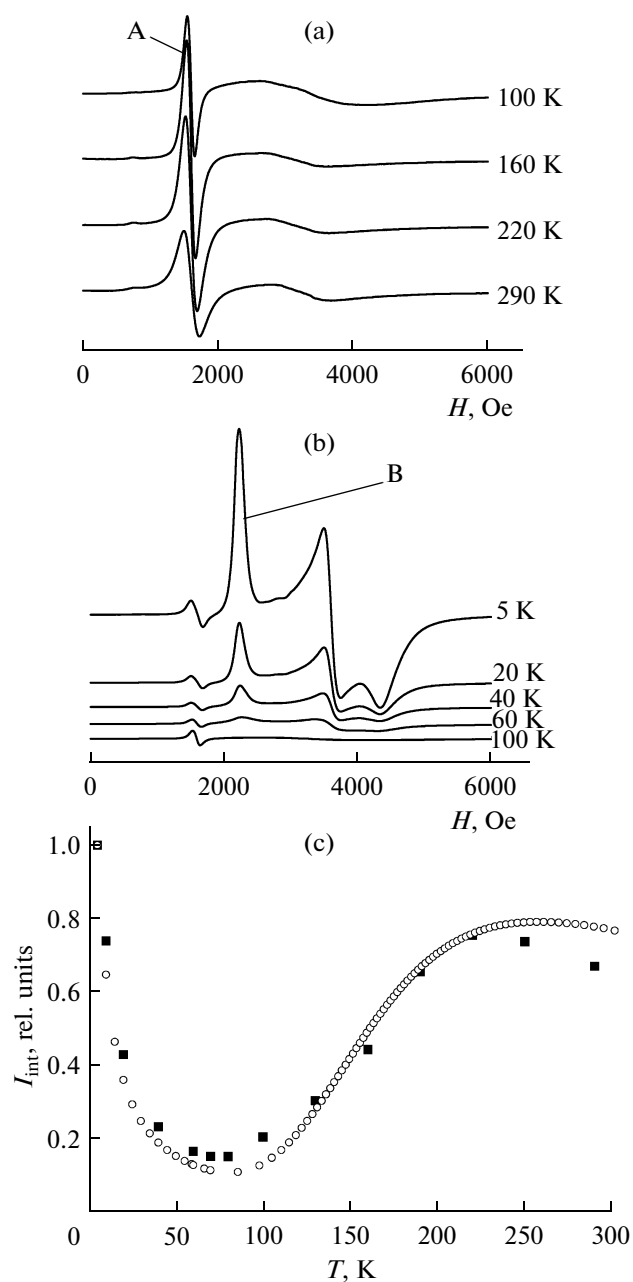 (a)
A
100 K
160 K
220 K
290 K
0 2000 4000 6000
H, Oe
(b)
B
5 K
20 K
40 K
60 K
100 K
0 2000 4000 6000
H, Oe
(c)
1.0
0.8
0.6
0.4
0.2
I_int, rel. units
0 50 100 150 200 250 300
T, K